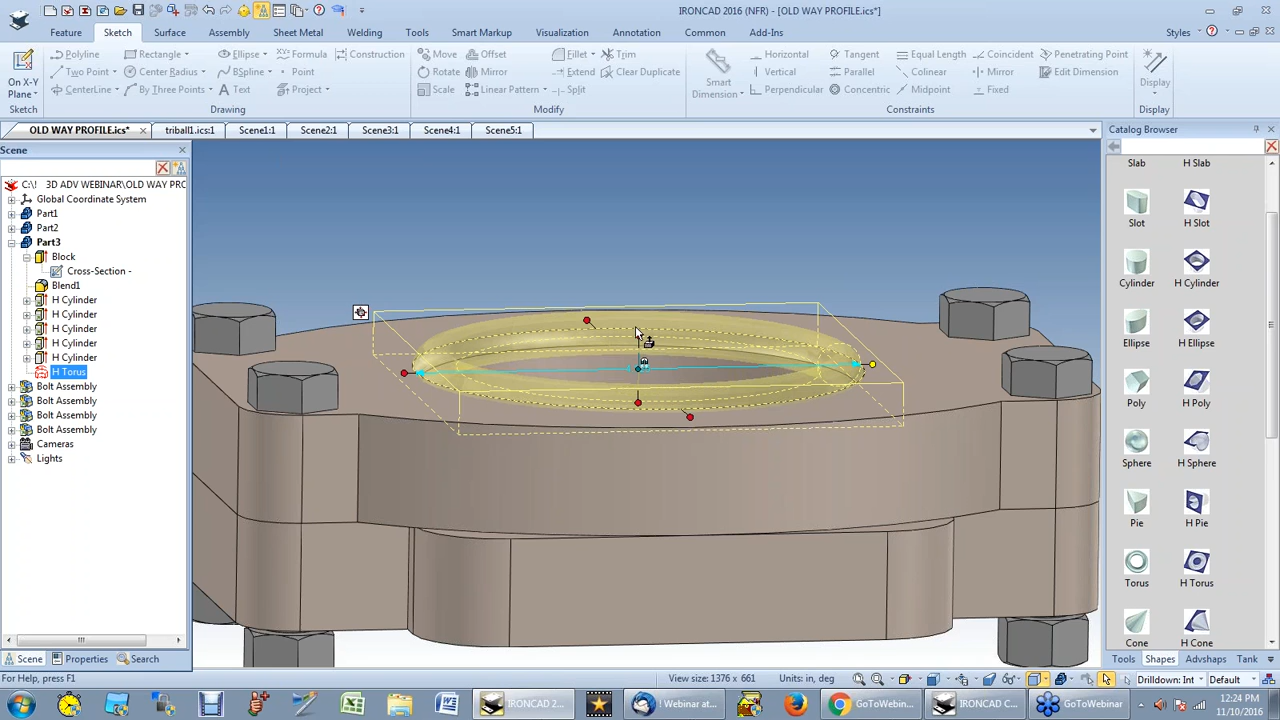 IRONCAD 2016 (NFR) - [OLD WAY PROFILE.ics*]
Feature Sketch Surface Assembly Sheet Metal Welding Tools Smart Markup Visualization Annotation Common Add-Ins Styles
On X-Y Plane
Sketch
Polyline Rectangle Ellipse Formula Construction
Two Point Center Radius BSpline Point
CenterLine By Three Points Text Project
Drawing
Move Offset Fillet Trim
Rotate Mirror Extend Clear Duplicate
Scale Linear Pattern Split
Modify
Smart Dimension
Horizontal Tangent Equal Length Coincident Penetrating Point
Vertical Parallel Colinear Mirror Edit Dimension
Perpendicular Concentric Midpoint Fixed
Constraints
Display
Display
OLD WAY PROFILE.ics* triball1.ics:1 Scene1:1 Scene2:1 Scene3:1 Scene4:1 Scene5:1
Scene
C:\! 3D ADV WEBINAR\OLD WAY PRO
Global Coordinate System
Part1
Part2
Part3
Block
Cross-Section -
Blend1
H Cylinder
H Cylinder
H Cylinder
H Cylinder
H Cylinder
H Torus
Bolt Assembly
Bolt Assembly
Bolt Assembly
Bolt Assembly
Cameras
Lights
Scene Properties Search
Catalog Browser
Slab H Slab
Slot H Slot
Cylinder H Cylinder
Ellipse H Ellipse
Poly H Poly
Sphere H Sphere
Pie H Pie
Torus H Torus
Cone H Cone
Tools Shapes Advshaps Tank
For Help, press F1
View size: 1376 x 661 Units: in, deg
Drilldown: Int Default
IRONCAD 2... ! Webinar at... GoToWebin... IRONCAD C... GoToWebin...
12:24 PM
11/10/2016